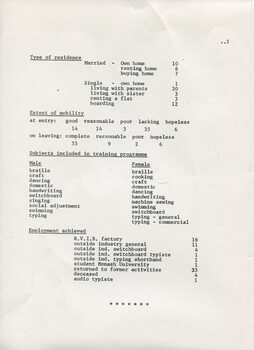 ..3
Type of residence
Married - Own home 10
renting home 6
buying home 7
Single - own home 1
living with parents 30
living with sister 3
renting a flat 3
boarding 12
Extent of mobility
at entry: good reasonable poor lacking hopeless
14 14 3 35 6
on leaving: complete reasonable poor hopeless
55 9 2 6
Subjects included in training programme
Male Female
braille braille
craft cooking
dancing craft
domestic dancing
handwriting domestic
switchboard handwriting
singing machine sewing
social adjustment swimming
swimming switchboard
typing typing - general
typing - commercial
Employment achieved
R.V.I.B. factory 16
outside industry general 11
outside ind. switchboard 4
outside ind. switchboard typists 1
outside ind. typing shorthand 1
student Monash University 1
returned to former activities 33
deceased 4
audio typiste 1
* * * * * * *